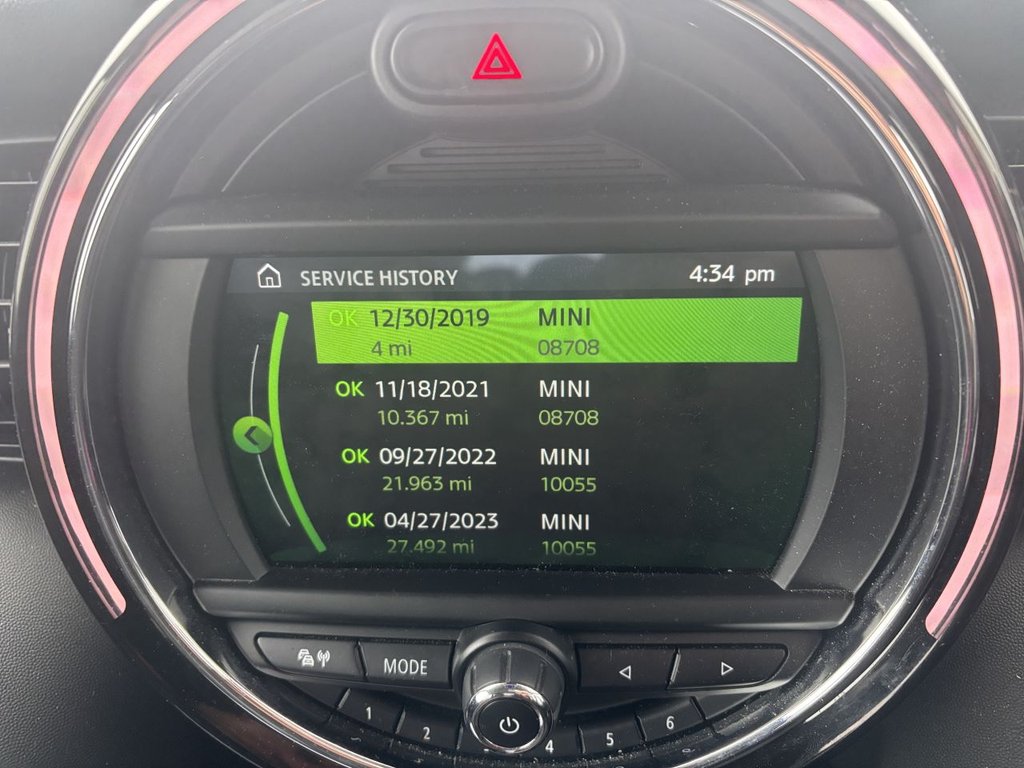 SERVICE HISTORY 4:34 pm
OK 12/30/2019 MINI
4 mi 08708
OK 11/18/2021 MINI
10.367 mi 08708
OK 09/27/2022 MINI
21.963 mi 10055
OK 04/27/2023 MINI
27.492 mi 10055
MODE
1 2 3 4 5 6